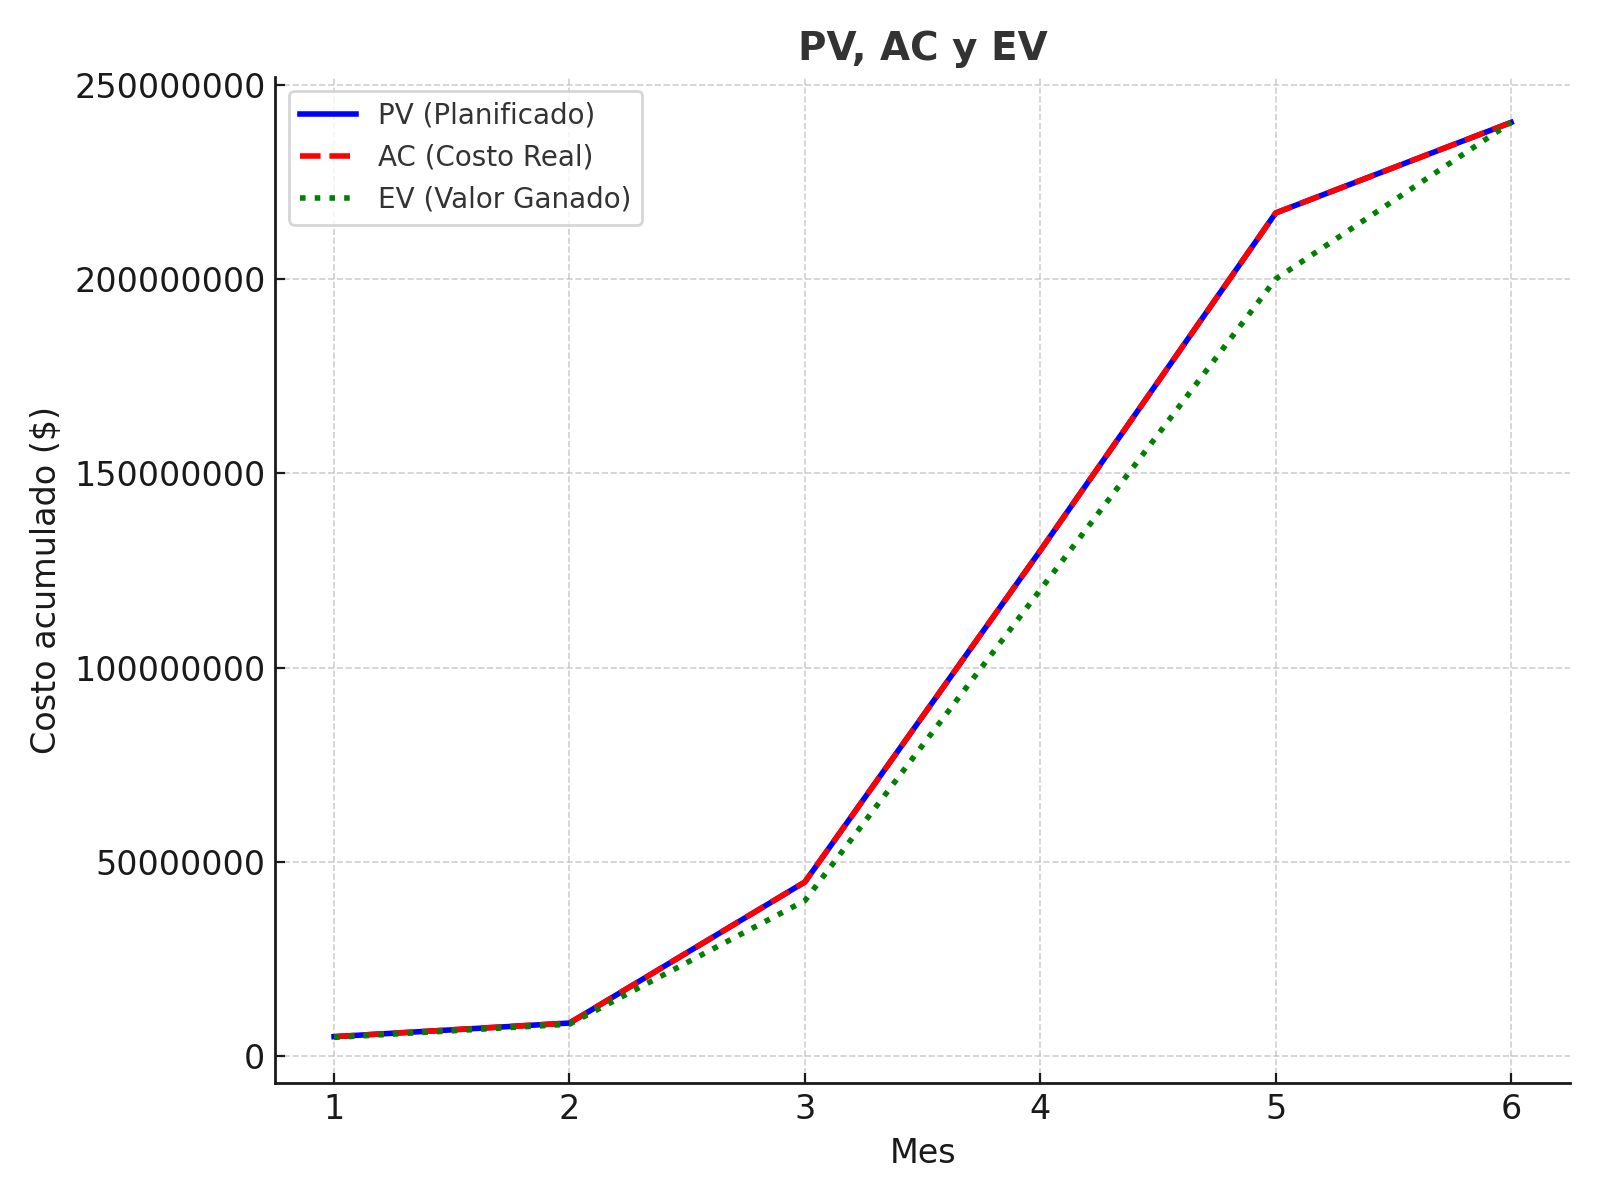 PV, AC y EV
PV (Planificado)
AC (Costo Real)
EV (Valor Ganado)
Costo acumulado ($)
250000000
200000000
150000000
100000000
50000000
0
1 2 3 4 5 6
Mes